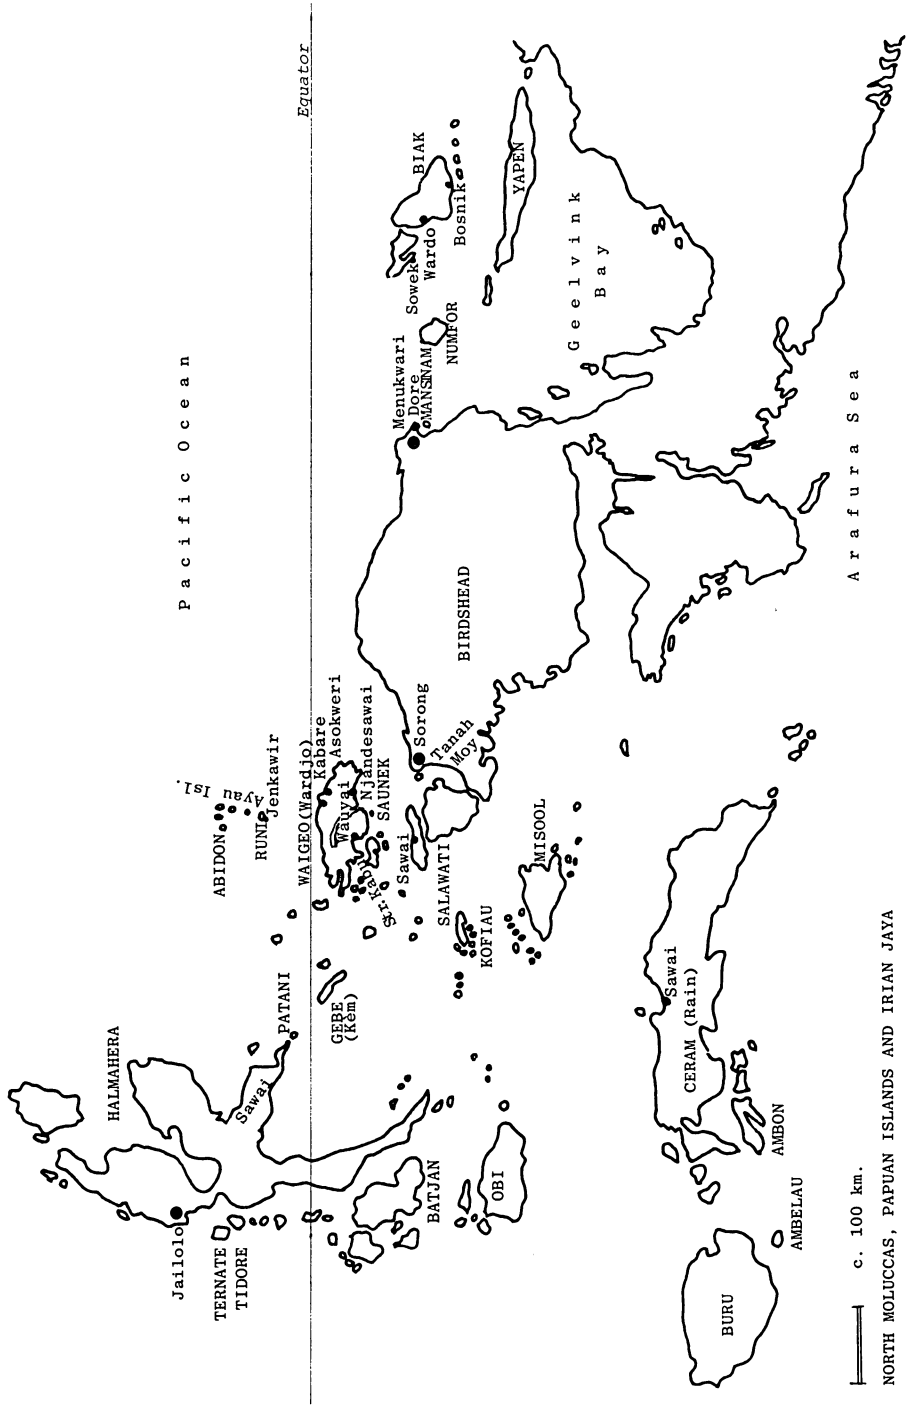 Equator
Pacific Ocean
HALMAHERA
Sawai
PATANI
Jailolo
TERNATE
TIDORE
BATJAN
OBI
GEBE
(Kèm)
ABIDON
Ayau Isl.
RUNI
Jenkawir
WAIGEO(Wardjo)
Kabare
Asokweri
Wauyai
Njandesawai
SAUNEK
Str.Kabu
Sawai
SALAWATI
KOFIAU
MISOOL
Sorong
Tanah
Moy
BIRDSHEAD
Menukwari
Dore
MANSINAM
NUMFOR
Sowek
Wardo
BIAK
Bosnik
YAPEN
Geelvink
Bay
Arafura Sea
Sawai
CERAM (Rain)
AMBON
AMBELAU
BURU
c. 100 km.
NORTH MOLUCCAS, PAPUAN ISLANDS AND IRIAN JAYA